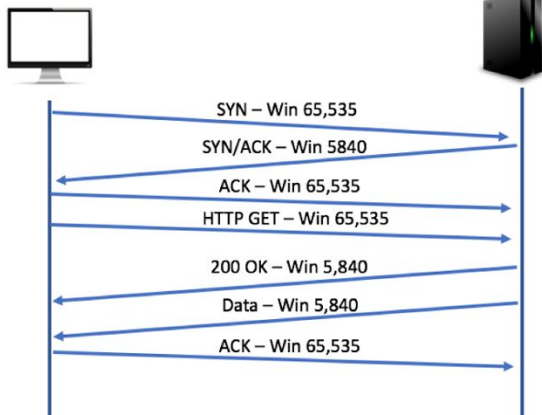 SYN – Win 65,535
SYN/ACK – Win 5840
ACK – Win 65,535
HTTP GET – Win 65,535
200 OK – Win 5,840
Data – Win 5,840
ACK – Win 65,535